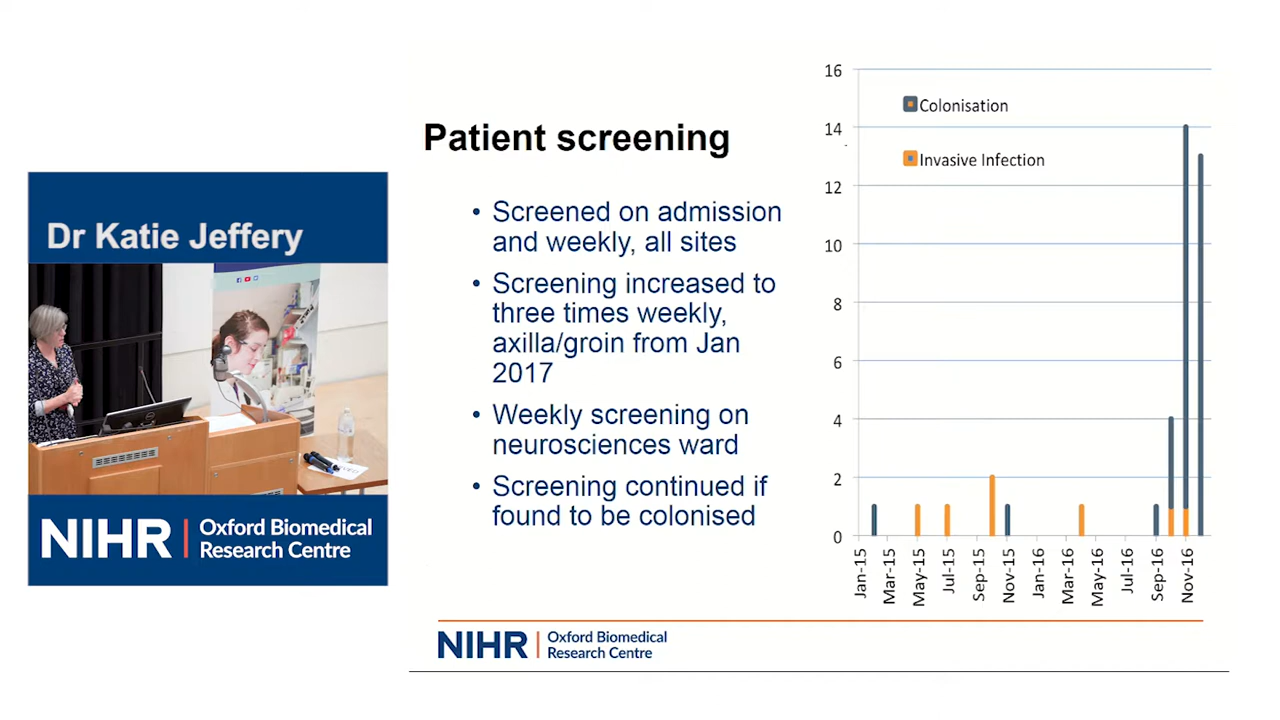 Dr Katie Jeffery
NIHR | Oxford Biomedical
Research Centre
Patient screening
• Screened on admission
and weekly, all sites
• Screening increased to
three times weekly,
axilla/groin from Jan
2017
• Weekly screening on
neurosciences ward
• Screening continued if
found to be colonised
Colonisation
Invasive Infection
16
14
12
10
8
6
4
2
0
Jan-15
Mar-15
May-15
Jul-15
Sep-15
Nov-15
Jan-16
Mar-16
May-16
Jul-16
Sep-16
Nov-16
NIHR | Oxford Biomedical
Research Centre